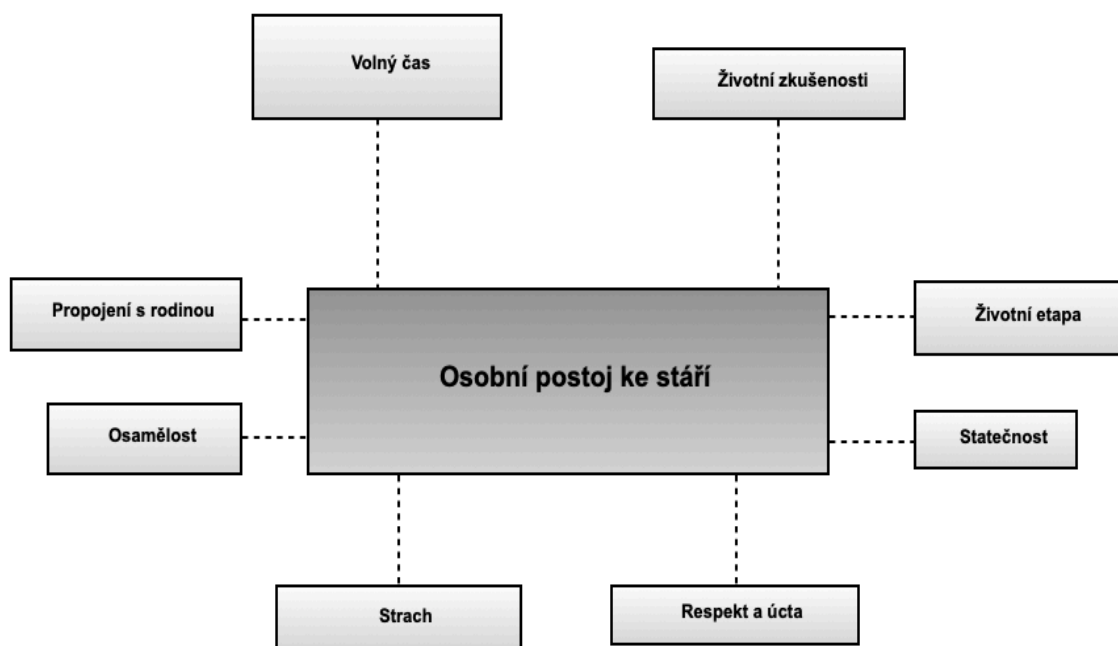 Volný čas
Životní zkušenosti
Propojení s rodinou
Životní etapa
Osobní postoj ke stáří
Osamělost
Statečnost
Strach
Respekt a úcta